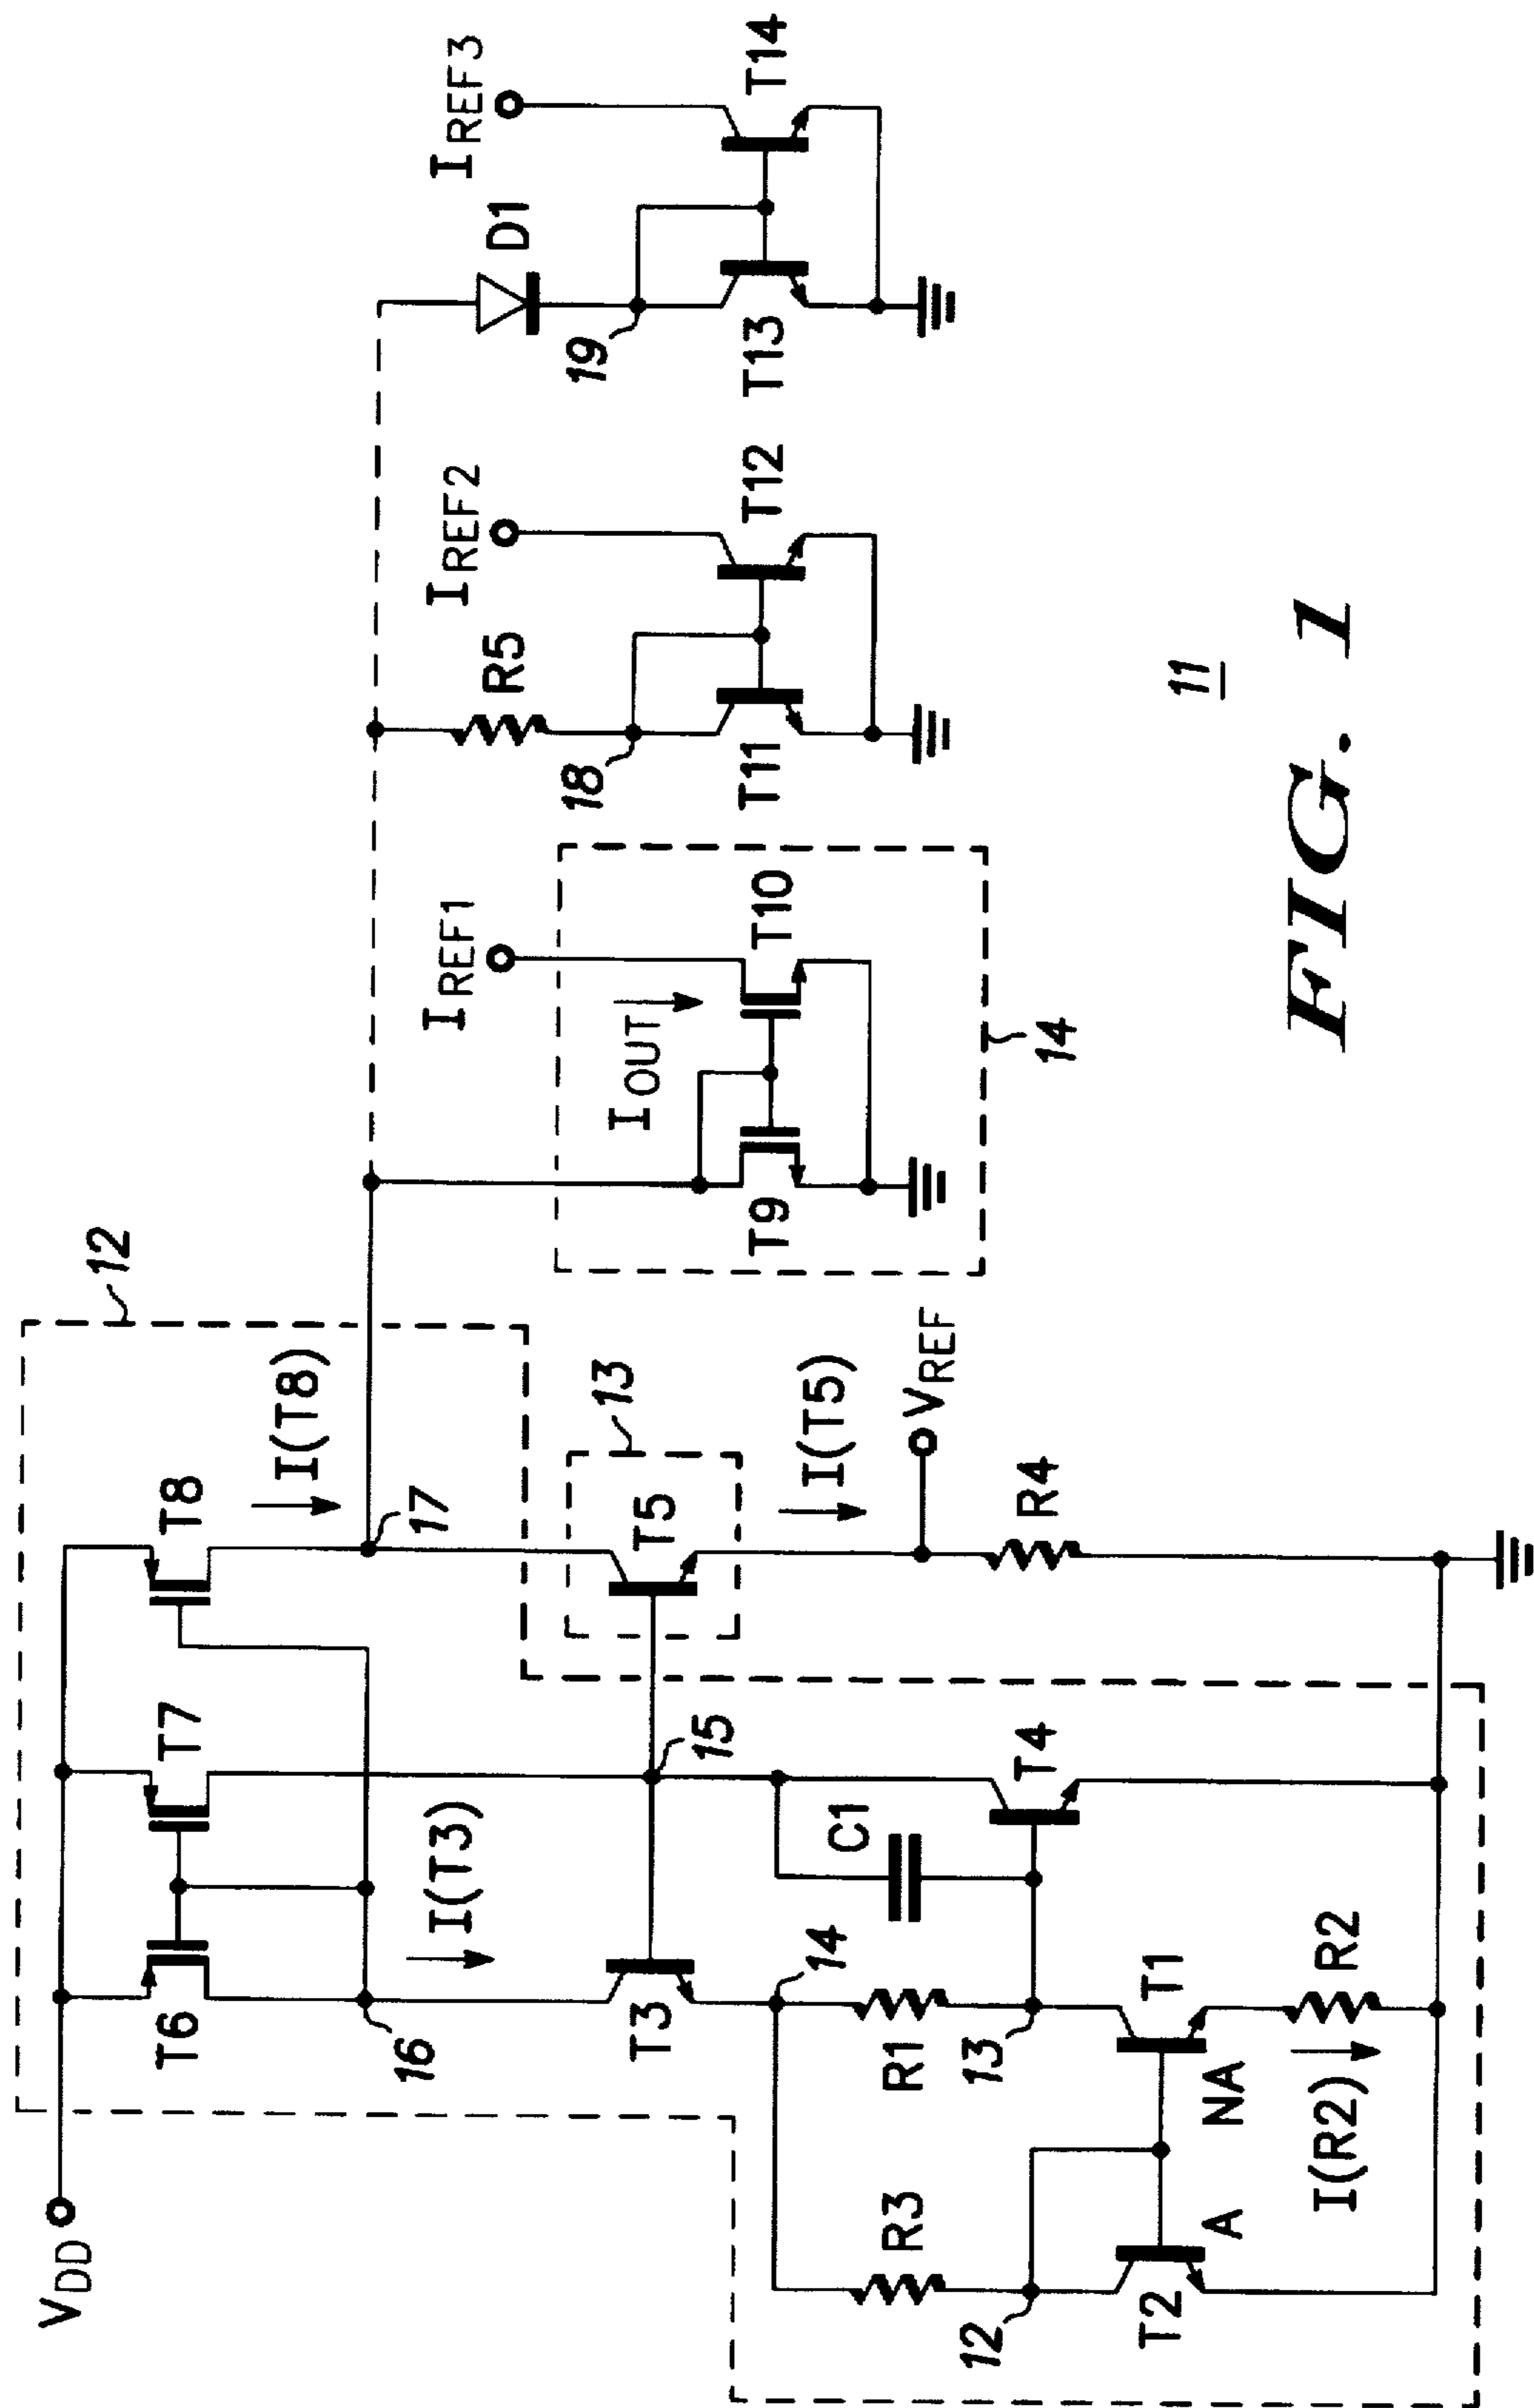 V_DD
12
T6
T7
T8
I(T8)
16
I(T3)
17
I_REF1
I_REF2
I_REF3
R5
D1
T3
15
T5
13
18
19
14
C1
I(T5)
I_OUT
T9
T10
T11
T12
T13
T14
R3
R1
13
T4
V_REF
R4
14
12
T2
A
NA
T1
I(R2)
R2
11
FIG. 1